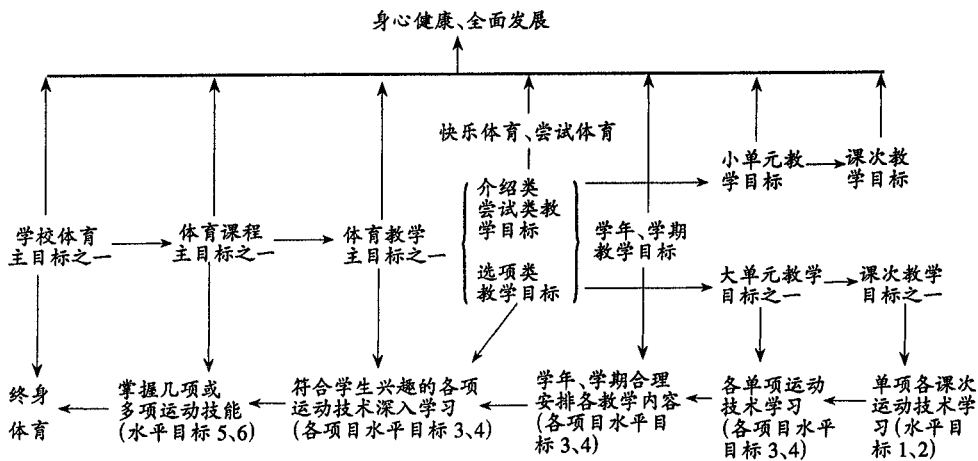 身心健康、全面发展
快乐体育、尝试体育
小单元教
学目标
课次教
学目标
介绍类
尝试类教
学目标
学校体育
主目标之一
体育课程
主目标之一
体育教学
主目标之一
学年、学期
教学目标
选项类
教学目标
大单元教学
目标之一
课次教学
目标之一
终身
体育
掌握几项或
多项运动技能
(水平目标5、6)
符合学生兴趣的各项
运动技术深入学习
(各项目水平目标3、4)
学年、学期合理
安排各教学内容
(各项目水平目
标3、4)
各单项运动
技术学习
(各项目水平
目标3、4)
单项各课次
运动技术学
习(水平目
标1、2)